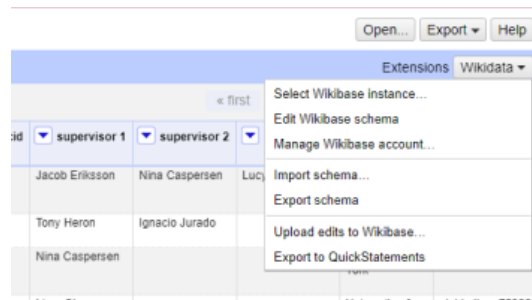 Open... Export Help
Extensions Wikidata
« first
cid supervisor 1 supervisor 2
Select Wikibase instance...
Edit Wikibase schema
Manage Wikibase account...
Import schema...
Export schema
Upload edits to Wikibase...
Export to QuickStatements
Jacob Eriksson Nina Caspersen Lucy
Tony Heron Ignacio Jurado
Nina Caspersen